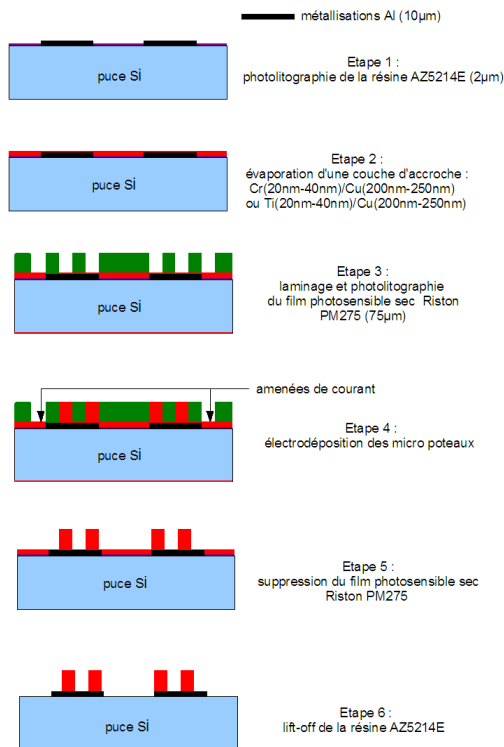 métallisations Al (10µm)
puce Si
Etape 1 :
photolitographie de la résine AZ5214E (2µm)
puce Si
Etape 2 :
évaporation d'une couche d'accroche :
Cr(20nm-40nm)/Cu(200nm-250nm)
ou Ti(20nm-40nm)/Cu(200nm-250nm)
puce Si
Etape 3 :
laminage et photolitographie
du film photosensible sec Riston
PM275 (75µm)
amenées de courant
puce Si
Etape 4 :
électrodéposition des micro poteaux
puce Si
Etape 5 :
suppression du film photosensible sec
Riston PM275
puce Si
Etape 6 :
lift-off de la résine AZ5214E